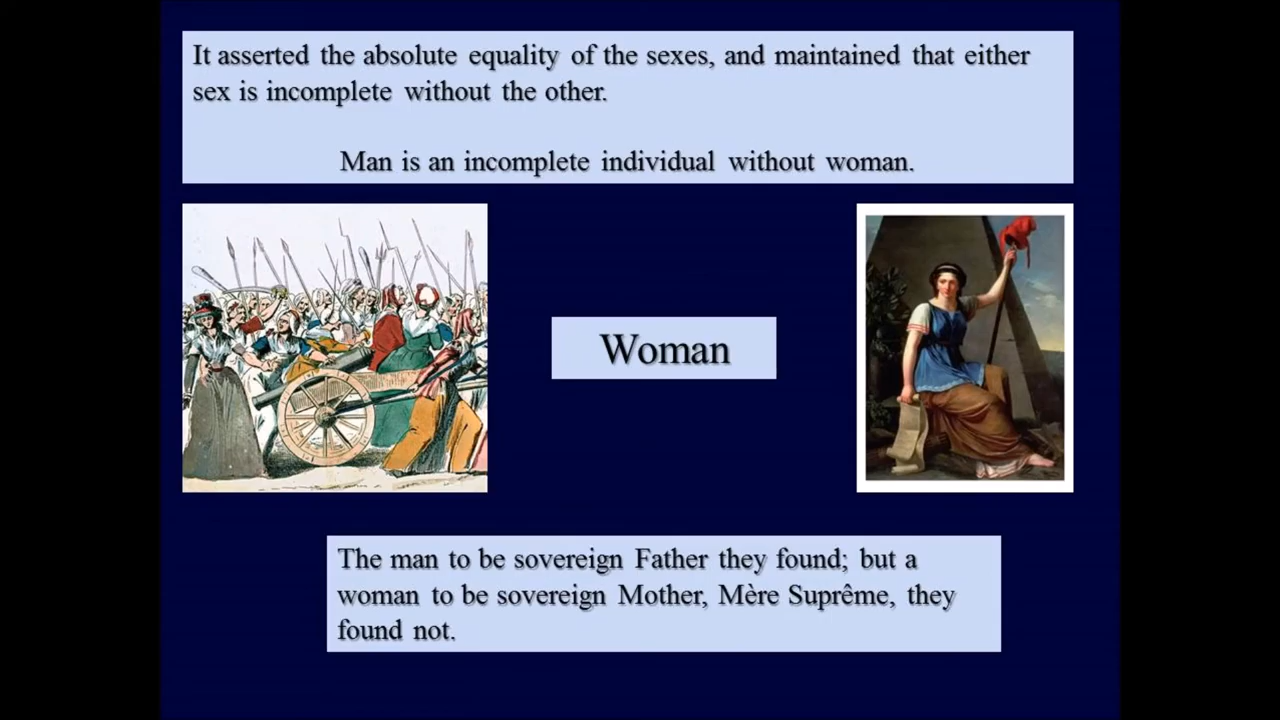 It asserted the absolute equality of the sexes, and maintained that either
sex is incomplete without the other.
Man is an incomplete individual without woman.
Woman
The man to be sovereign Father they found; but a
woman to be sovereign Mother, Mère Suprême, they
found not.